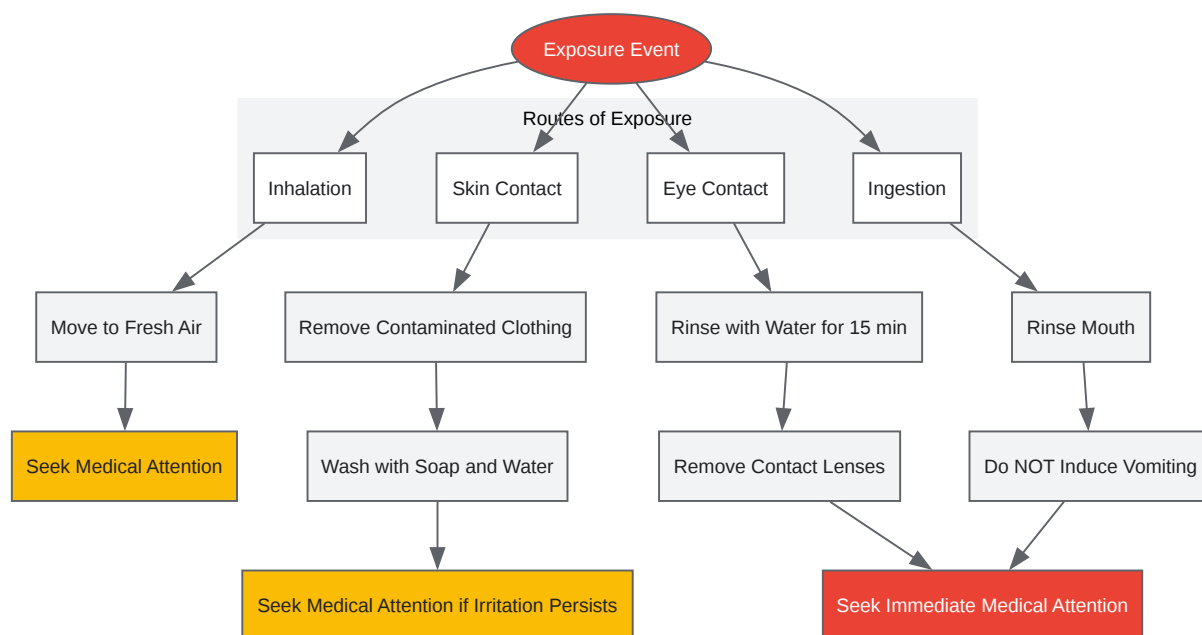 Exposure Event
Routes of Exposure
Inhalation
Skin Contact
Eye Contact
Ingestion
Move to Fresh Air
Remove Contaminated Clothing
Rinse with Water for 15 min
Rinse Mouth
Seek Medical Attention
Wash with Soap and Water
Remove Contact Lenses
Do NOT Induce Vomiting
Seek Medical Attention if Irritation Persists
Seek Immediate Medical Attention